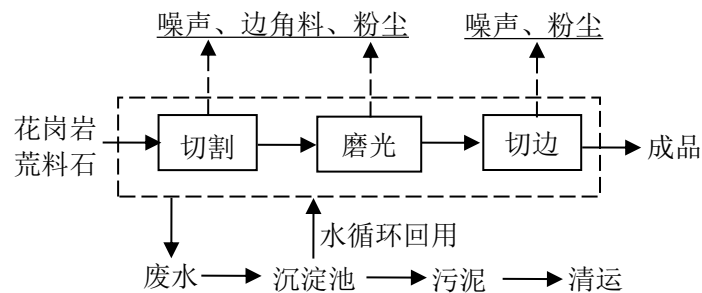 噪声、边角料、粉尘
噪声、粉尘
花岗岩
荒料石
切割
磨光
切边
成品
水循环回用
废水
沉淀池
污泥
清运